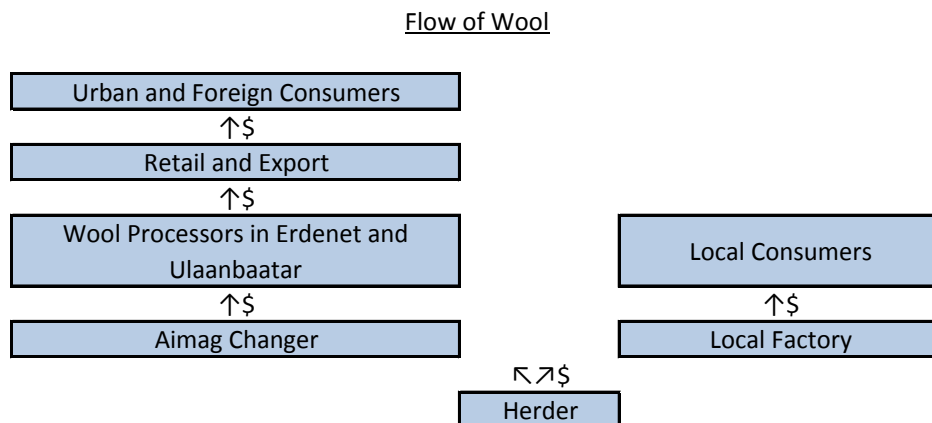 Flow of Wool
Urban and Foreign Consumers
↑$
Retail and Export
↑$
Wool Processors in Erdenet and
Ulaanbaatar
Local Consumers
↑$
↑$
Aimag Changer
Local Factory
↖↗$
Herder